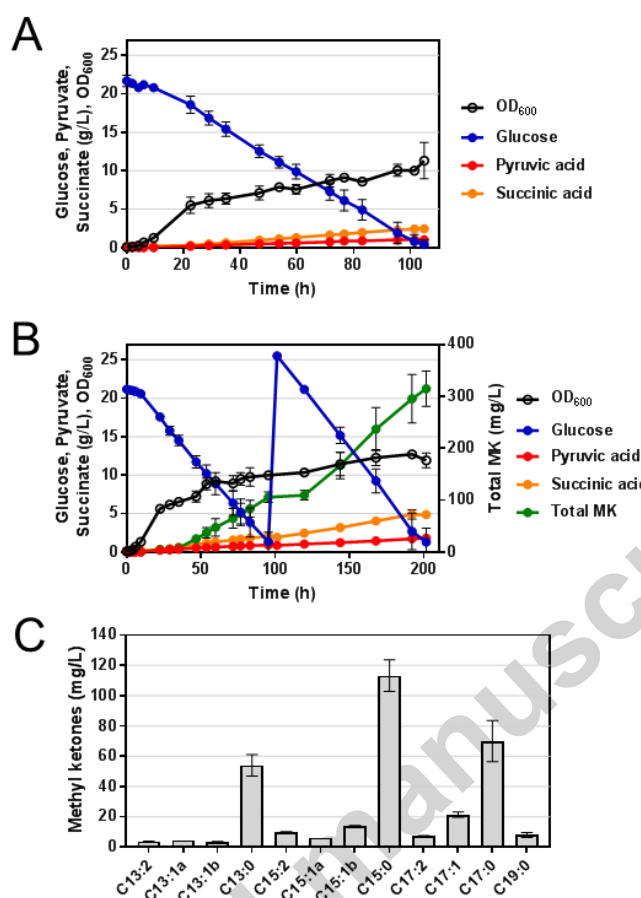 A
Glucose, Pyruvate,
Succinate (g/L), OD600
25
20
15
10
5
0
0 20 40 60 80 100
Time (h)
OD600
Glucose
Pyruvic acid
Succinic acid
B
Glucose, Pyruvate,
Succinate (g/L), OD600
25
20
15
10
5
0
0 50 100 150 200
Time (h)
400
300
200
100
0
Total MK (mg/L)
OD600
Glucose
Pyruvic acid
Succinic acid
Total MK
C
Methyl ketones (mg/L)
140
120
100
80
60
40
20
0
C13:2 C13:1a C13:1b C13:0 C15:2 C15:1a C15:1b C15:0 C17:2 C17:1 C17:0 C19:0
manusc